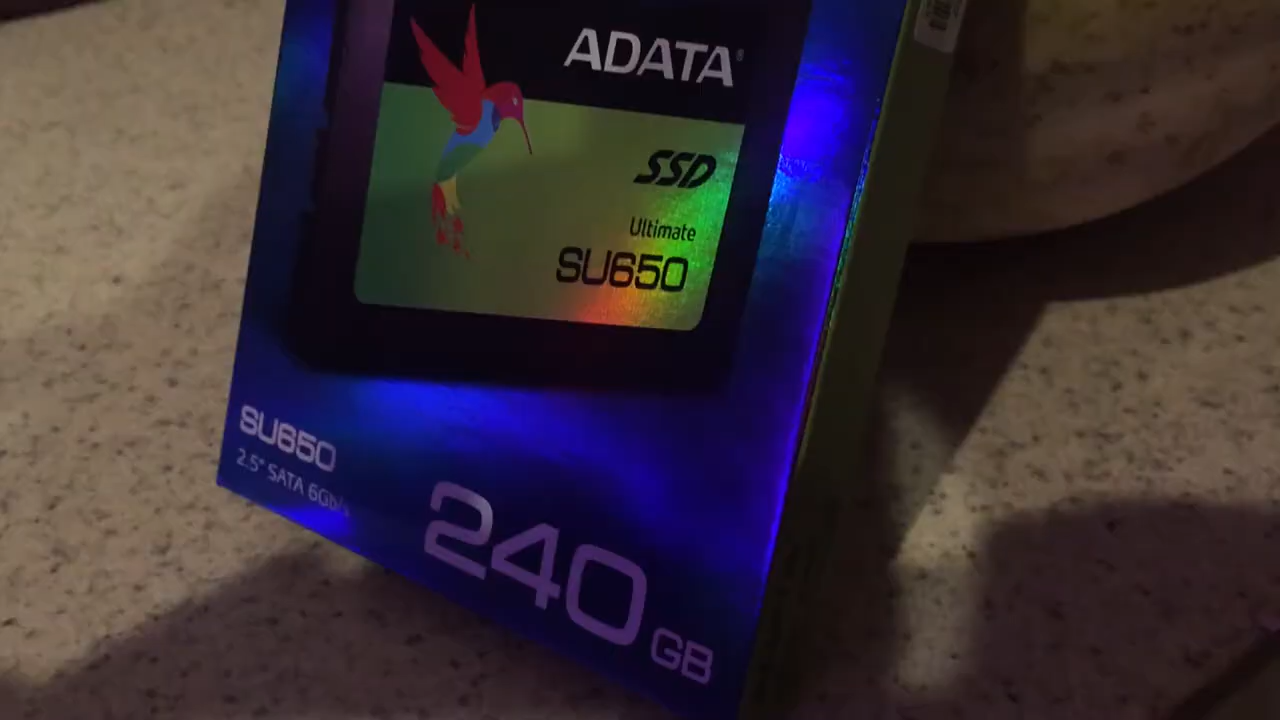 ADATA®
SSD
Ultimate
SU650
SU650
2.5" SATA 6Gb/s
240 GB